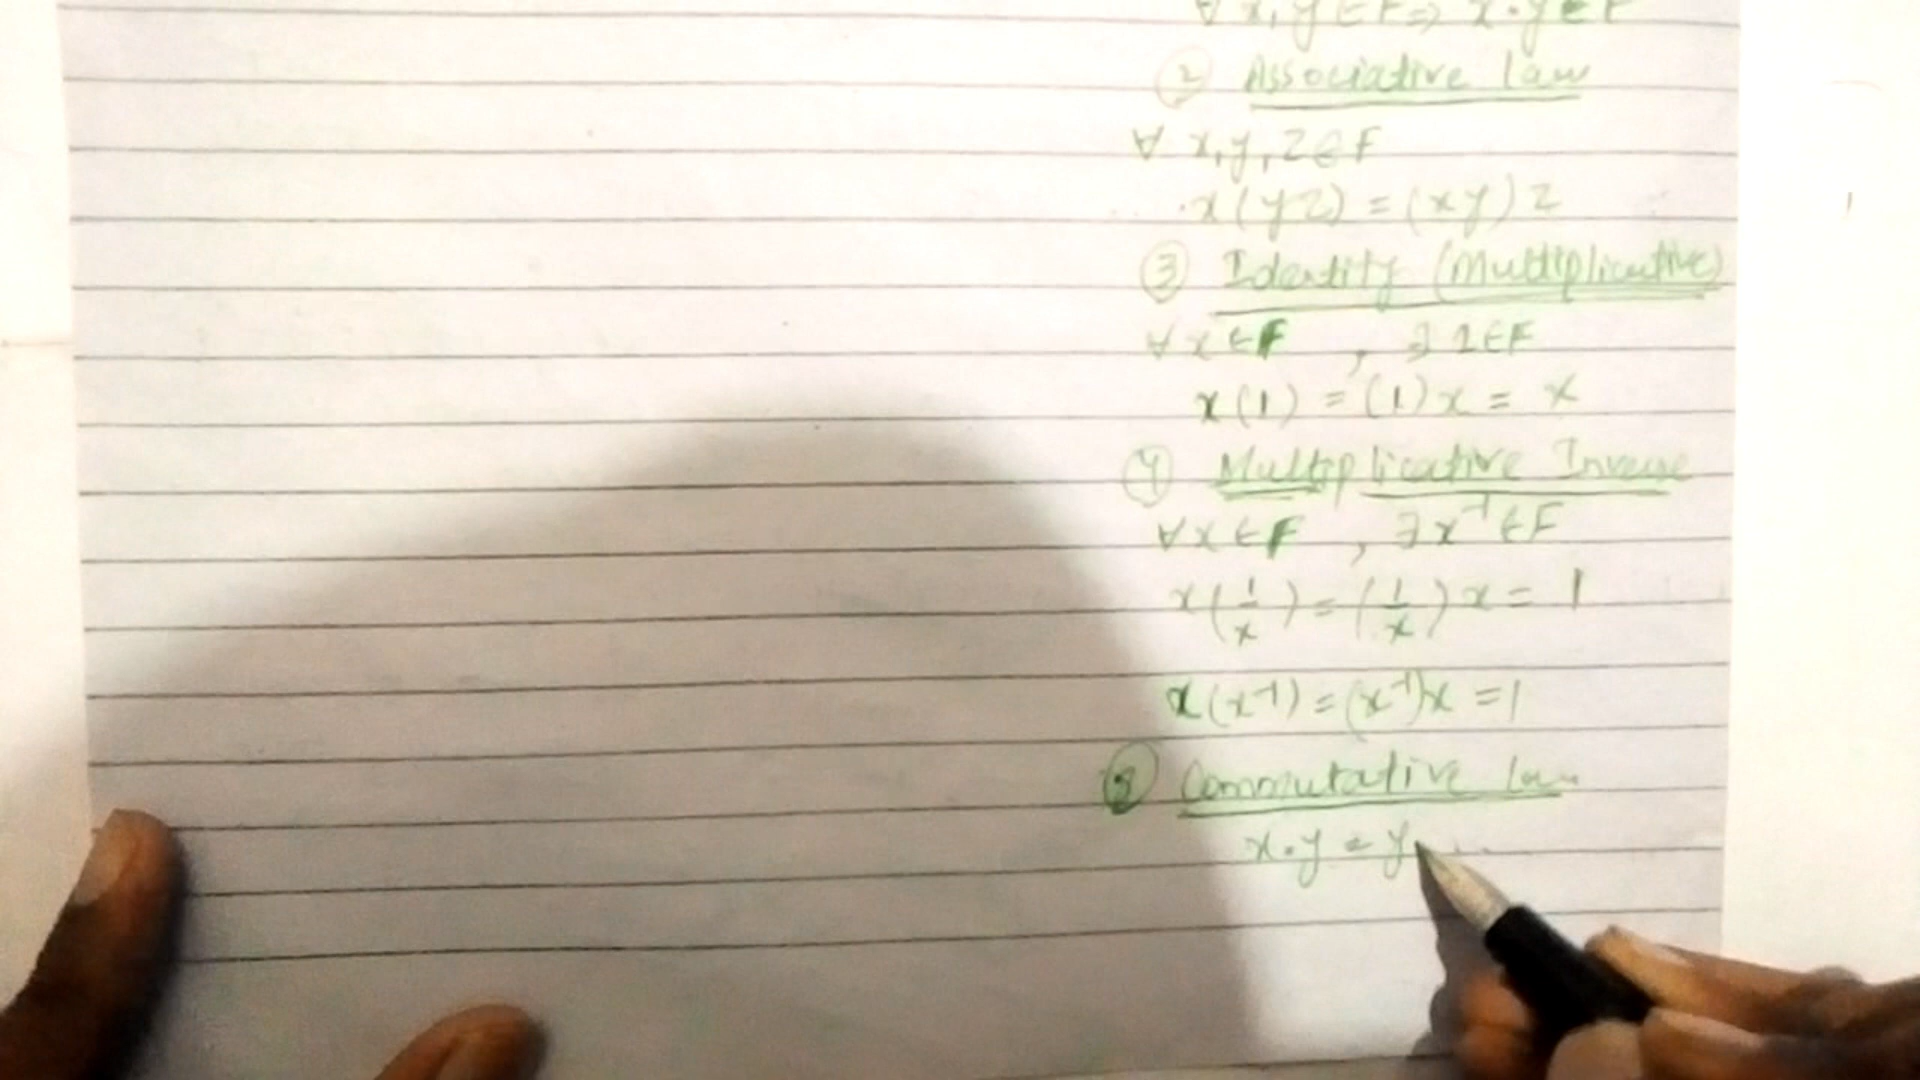 ∀ x, y ∈ F ⇒ x · y ∈ F
② Associative Law
∀ x, y, z ∈ F
x(yz) = (xy)z
③ Identity (Multiplicative)
∀ x ∈ F , ∃ 1 ∈ F
x(1) = (1)x = x
④ Multiplicative Inverse
∀ x ∈ F , ∃ x⁻¹ ∈ F
x(1/x) = (1/x)x = 1
x(x⁻¹) = (x⁻¹)x = 1
Commutative Law
x · y = y